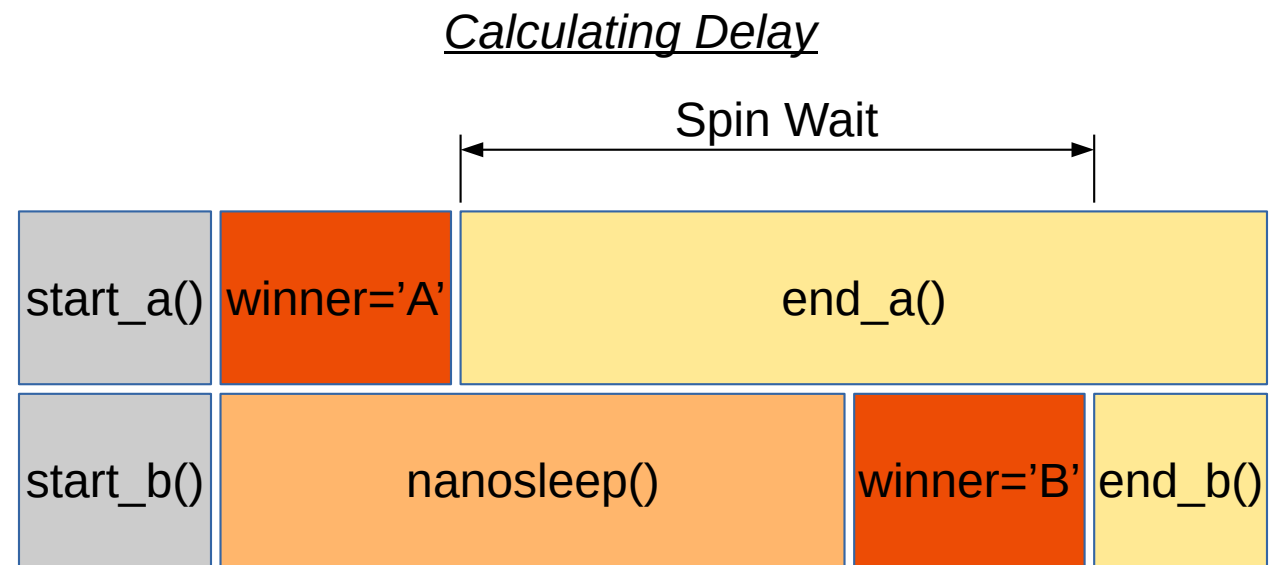 Calculating Delay
Spin Wait
start_a() winner=’A’ end_a()
start_b() nanosleep() winner=’B’ end_b()